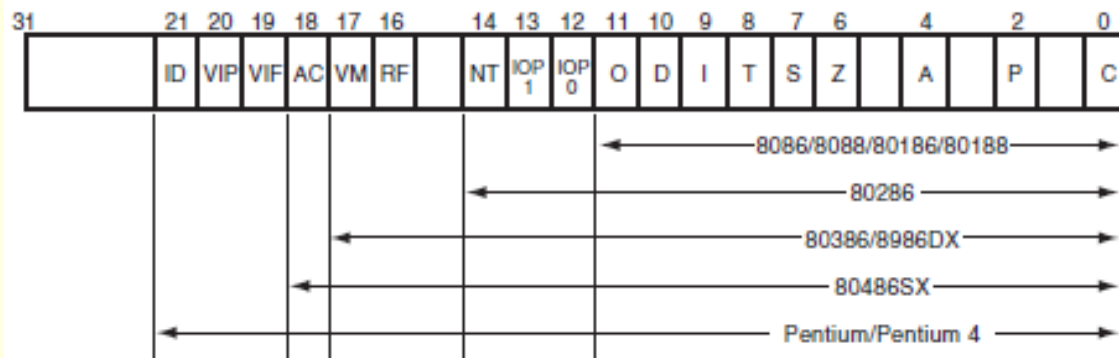 31 21 20 19 18 17 16 14 13 12 11 10 9 8 7 6 4 2 0
ID VIP VIF AC VM RF NT IOP 1 IOP 0 O D I T S Z A P C
8086/8088/80186/80188
80286
80386/8986DX
80486SX
Pentium/Pentium 4